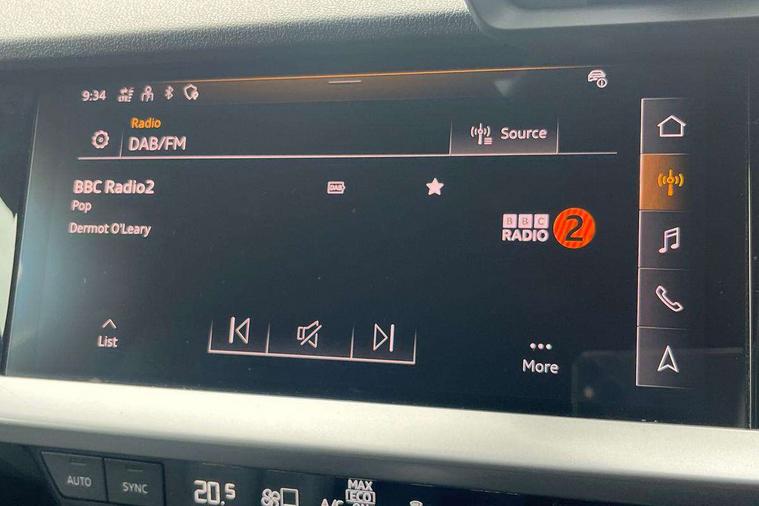 9:34
Radio
DAB/FM
Source
BBC Radio2
DAB
Pop
Dermot O'Leary
BBC
RADIO 2
List
More
AUTO
SYNC
20.5
A/C
MAX
ECO